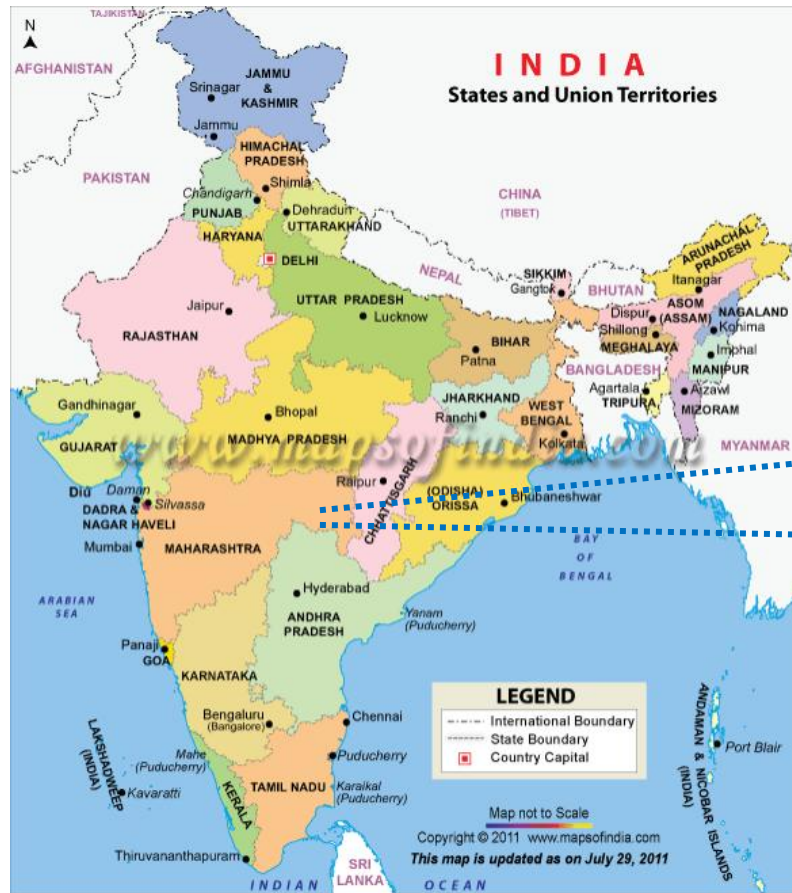 TAJIKISTAN
N
AFGHANISTAN
INDIA
States and Union Territories
JAMMU
&
KASHMIR
Srinagar
Jammu
HIMACHAL
PRADESH
PAKISTAN
Shimla
Chandigarh
PUNJAB
Dehradun
UTTARAKHAND
CHINA
(TIBET)
HARYANA
DELHI
ARUNACHAL
PRADESH
NEPAL
SIKKIM
Gangtok
BHUTAN
Itanagar
UTTAR PRADESH
Lucknow
Jaipur
RAJASTHAN
ASOM
(ASSAM)
Dispur
NAGALAND
Kohima
Shillong
MEGHALAYA
BIHAR
Patna
Imphal
MANIPUR
BANGLADESH
Agartala
TRIPURA
Aizawl
MIZORAM
JHARKHAND
Ranchi
WEST
BENGAL
Kolkata
Gandhinagar
GUJARAT
Bhopal
MADHYA PRADESH
www.mapsofindia.com
MYANMAR
Raipur
CHHATTISGARH
(ODISHA)
ORISSA
Bhubaneshwar
Diu
Daman
Silvassa
DADRA &
NAGAR HAVELI
Mumbai
MAHARASHTRA
BAY
OF
BENGAL
ARABIAN
SEA
Hyderabad
ANDHRA
PRADESH
Yanam
(Puducherry)
Panaji
GOA
KARNATAKA
Bengaluru
(Bangalore)
Chennai
Mahe
(Puducherry)
Puducherry
TAMIL NADU
Karaikal
(Puducherry)
KERALA
LAKSHADWEEP
(INDIA)
Kavaratti
Thiruvananthapuram
LEGEND
International Boundary
State Boundary
Country Capital
ANDAMAN & NICOBAR ISLANDS
(INDIA)
Port Blair
Map not to Scale
Copyright © 2011 www.mapsofindia.com
This map is updated as on July 29, 2011
SRI
LANKA
INDIAN OCEAN